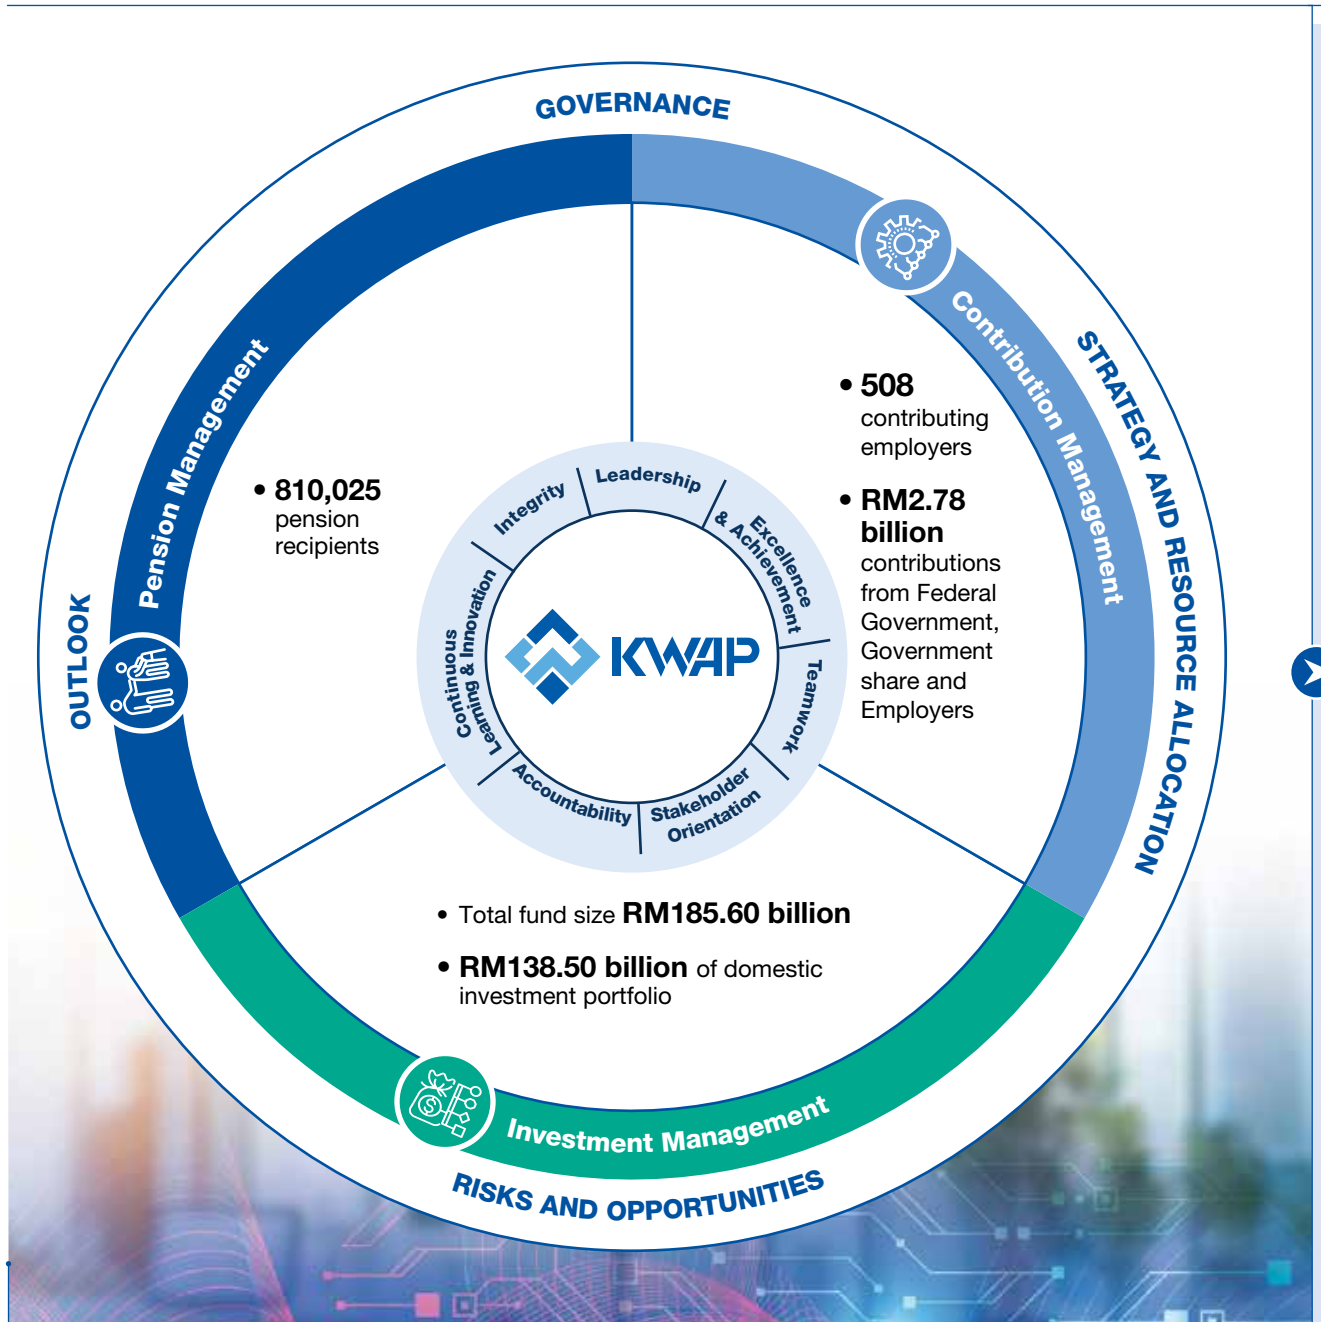 GOVERNANCE
Contribution Management
STRATEGY AND RESOURCE ALLOCATION
• 508
contributing
employers
• RM2.78
billion
contributions
from Federal
Government,
Government
share and
Employers
Pension Management
OUTLOOK
• 810,025
pension
recipients
Leadership
Excellence
& Achievement
Teamwork
Stakeholder
Orientation
Accountability
Continuous
Learning & Innovation
Integrity
KWAP
• Total fund size RM185.60 billion
• RM138.50 billion of domestic
investment portfolio
$
Investment Management
RISKS AND OPPORTUNITIES